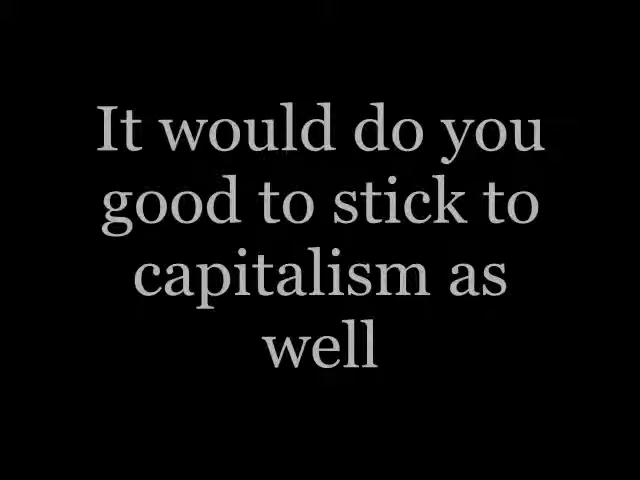 It would do you
good to stick to
capitalism as
well